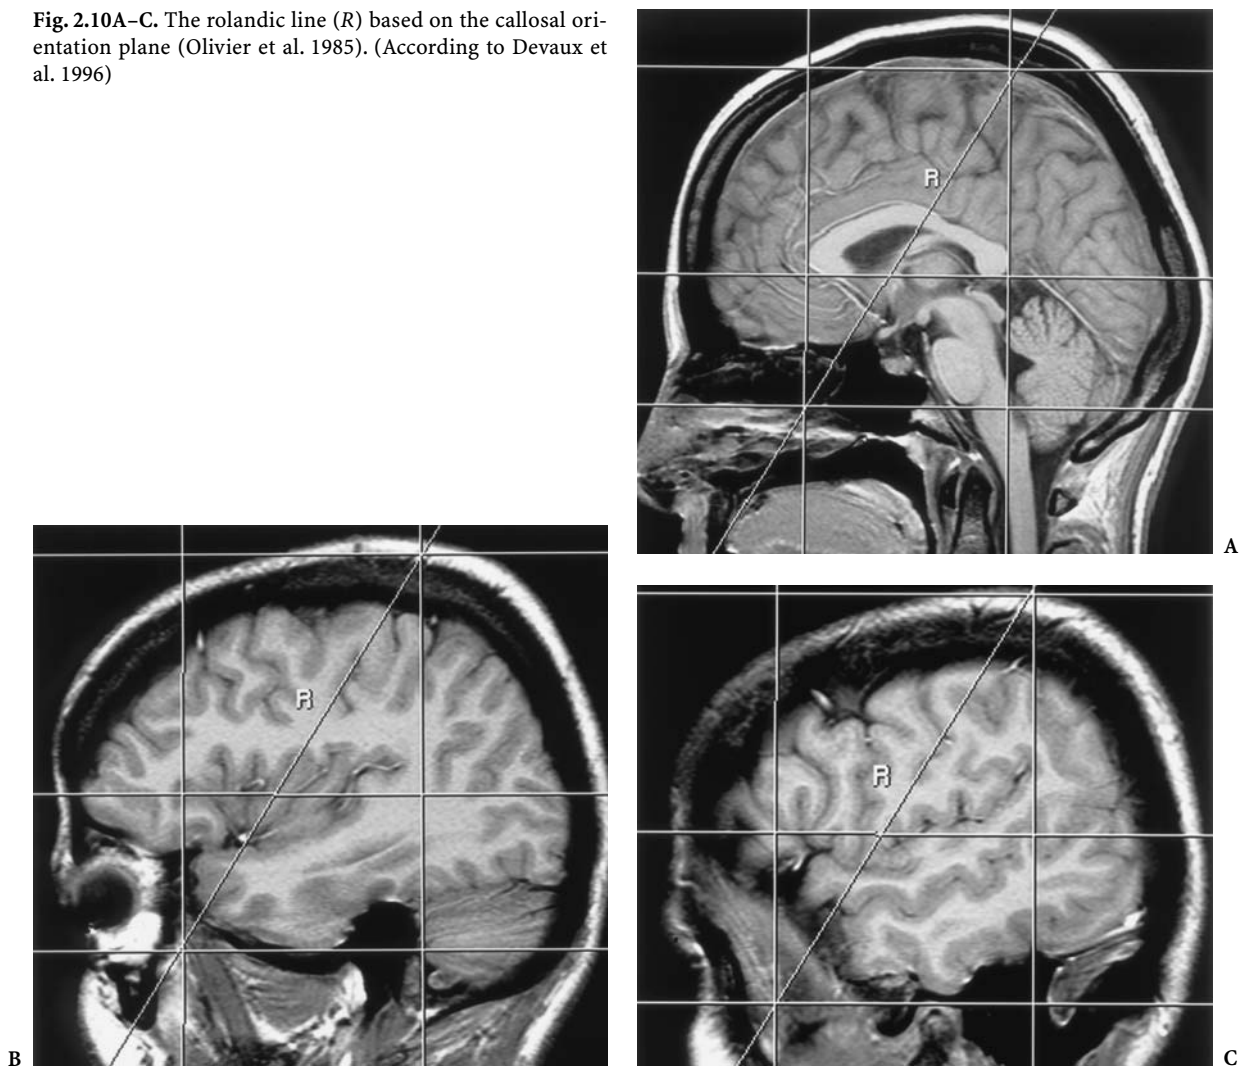 Fig. 2.10A–C. The rolandic line (R) based on the callosal ori-
entation plane (Olivier et al. 1985). (According to Devaux et
al. 1996)
R
A
R
B
R
C